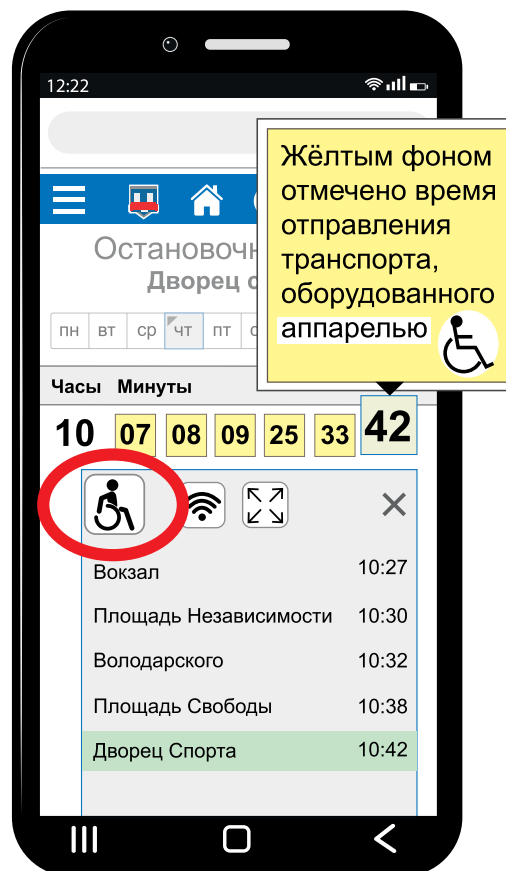 12:22
Жёлтым фоном
отмечено время
отправления
транспорта,
оборудованного
аппарелью
Остановочн
Дворец с
пн вт ср чт пт
Часы Минуты
10 07 08 09 25 33 42
Вокзал 10:27
Площадь Независимости 10:30
Володарского 10:32
Площадь Свободы 10:38
Дворец Спорта 10:42